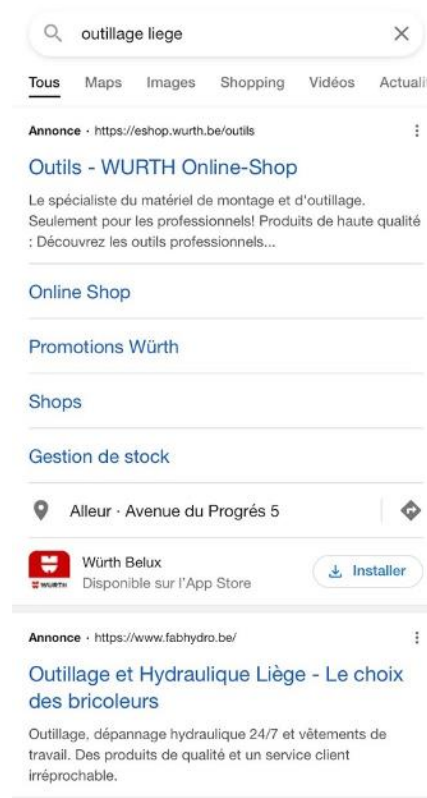 outillage liege
Tous Maps Images Shopping Vidéos Actuali
Annonce · https://eshop.wurth.be/outils
Outils - WURTH Online-Shop
Le spécialiste du matériel de montage et d'outillage.
Seulement pour les professionnels! Produits de haute qualité
: Découvrez les outils professionnels...
Online Shop
Promotions Würth
Shops
Gestion de stock
Alleur · Avenue du Progrés 5
Würth Belux
Disponible sur l'App Store
Installer
WURTH
Annonce · https://www.fabhydro.be/
Outillage et Hydraulique Liège - Le choix
des bricoleurs
Outillage, dépannage hydraulique 24/7 et vêtements de
travail. Des produits de qualité et un service client
irréprochable.